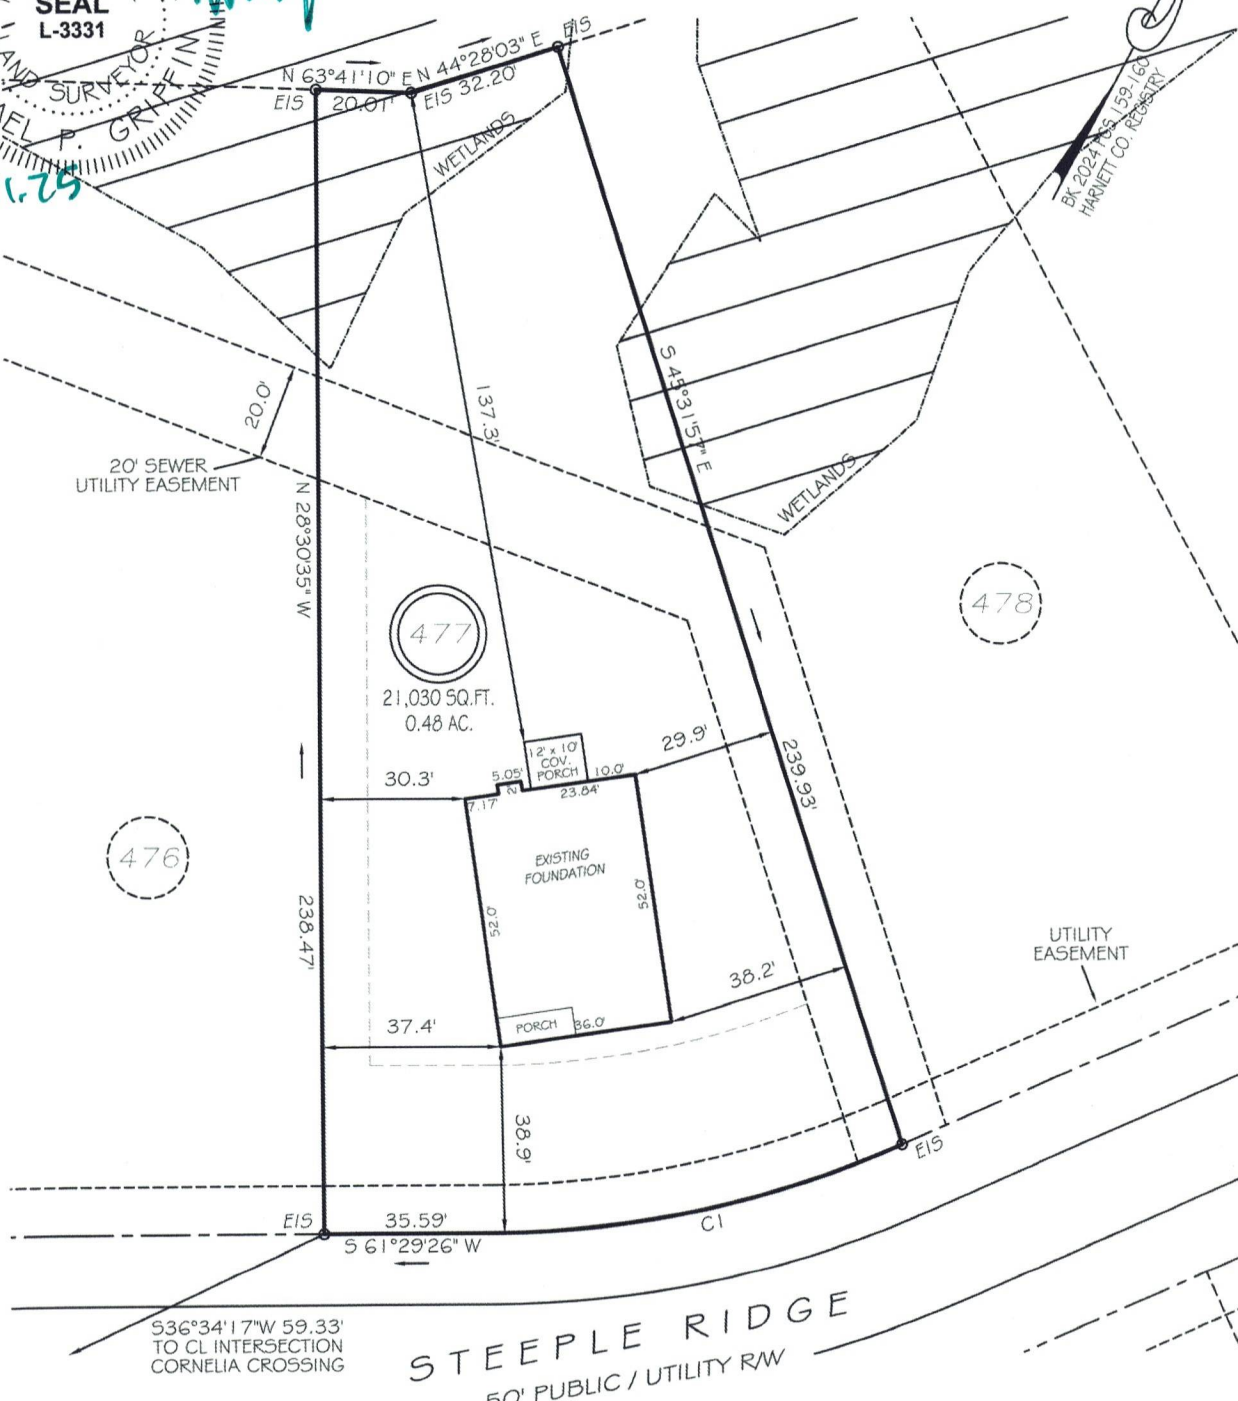 SEAL
L-3331
AND SURVEYOR
P. GRIFFIN
EIS
N 63°41'10" E
N 44°28'03" E
EIS
20.01'
EIS 32.20'
WETLANDS
BK 2024 PGS 159-160
HARNETT CO. REGISTRY
137.3'
S 45°31'57" E
20.0'
20' SEWER
UTILITY EASEMENT
WETLANDS
N 28°30'35" W
477
478
21,030 SQ.FT.
0.48 AC.
29.9'
239.93'
12' x 10'
COV.
PORCH
30.3'
5.05'
10.0'
7.17'
2'
23.84'
476
EXISTING
FOUNDATION
52.0'
52.0'
238.47'
UTILITY
EASEMENT
38.2'
37.4'
PORCH
36.0'
38.9'
EIS
EIS
35.59'
C1
S 61°29'26" W
S36°34'17"W 59.33'
TO CL INTERSECTION
CORNELIA CROSSING
STEEPLE RIDGE
50' PUBLIC / UTILITY R/W